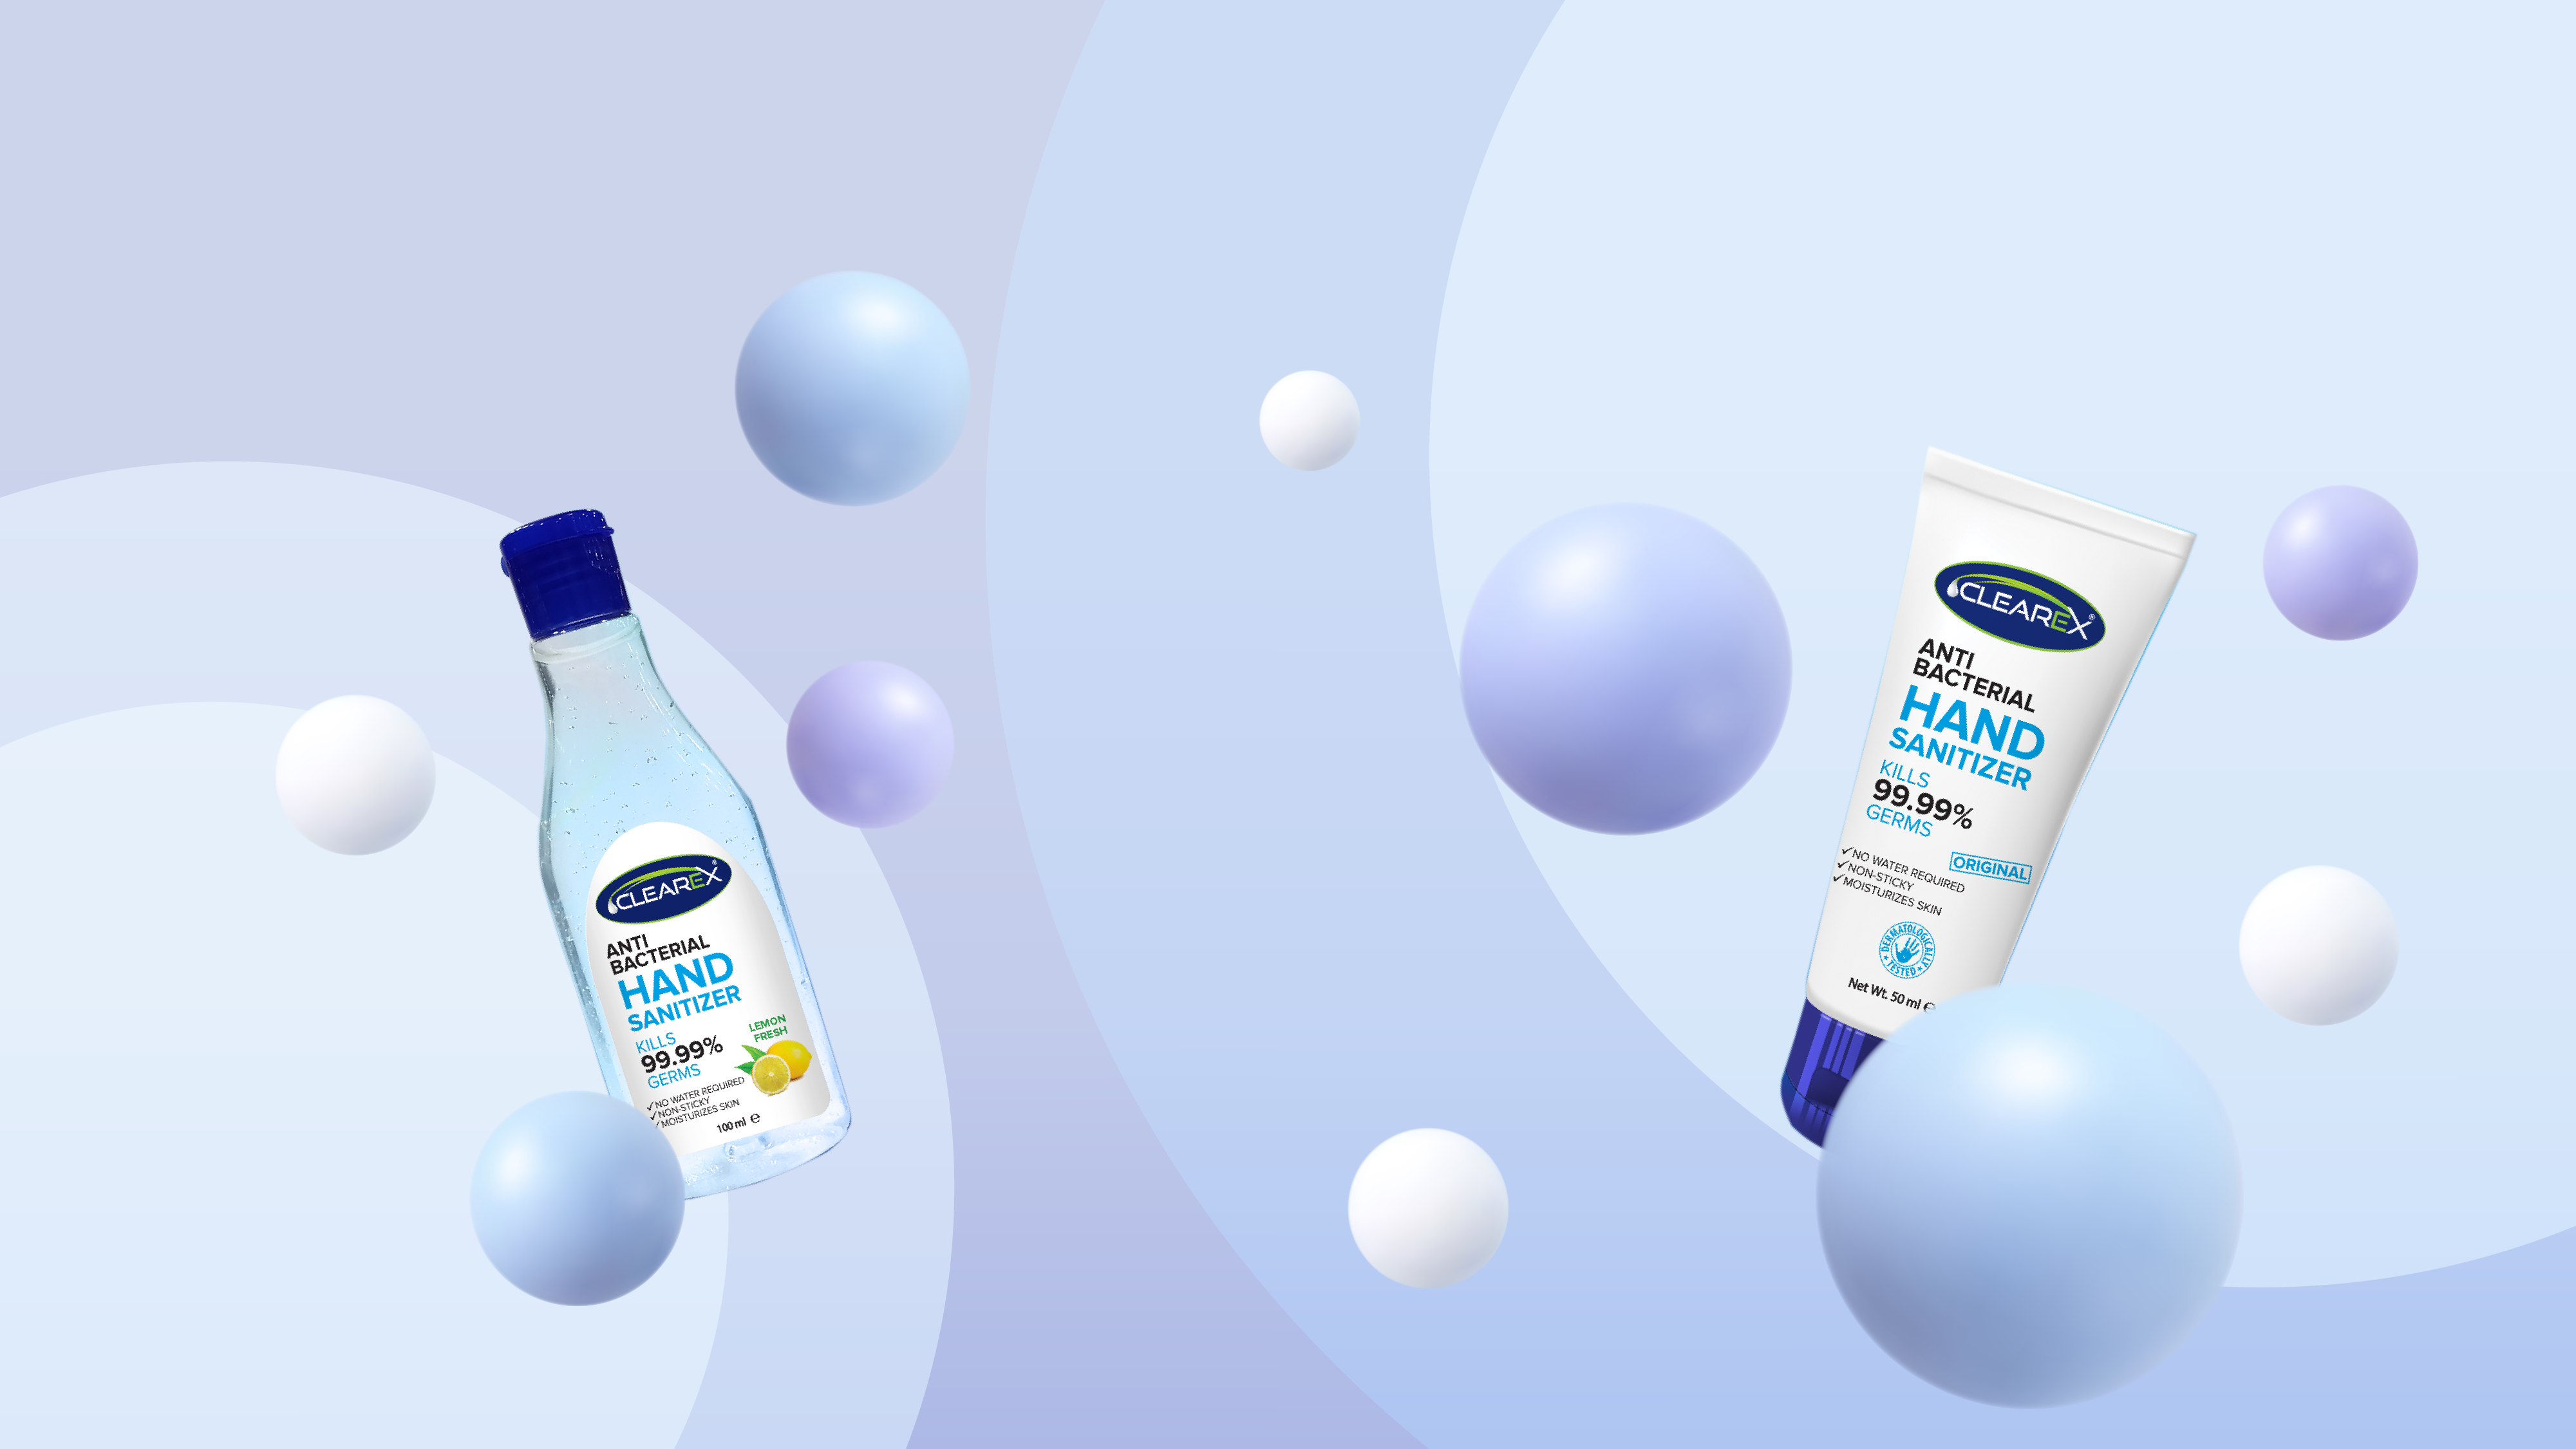 CLEAREX®
ANTI
BACTERIAL
HAND
SANITIZER
KILLS
99.99%
GERMS
LEMON
FRESH
✓NO WATER REQUIRED
✓NON-STICKY
✓MOISTURIZES SKIN
100 ml ℮
CLEAREX®
ANTI
BACTERIAL
HAND
SANITIZER
KILLS
99.99%
GERMS
ORIGINAL
✓NO WATER REQUIRED
✓NON-STICKY
✓MOISTURIZES SKIN
DERMATOLOGICALLY
★ TESTED ★
Net Wt. 50 ml ℮